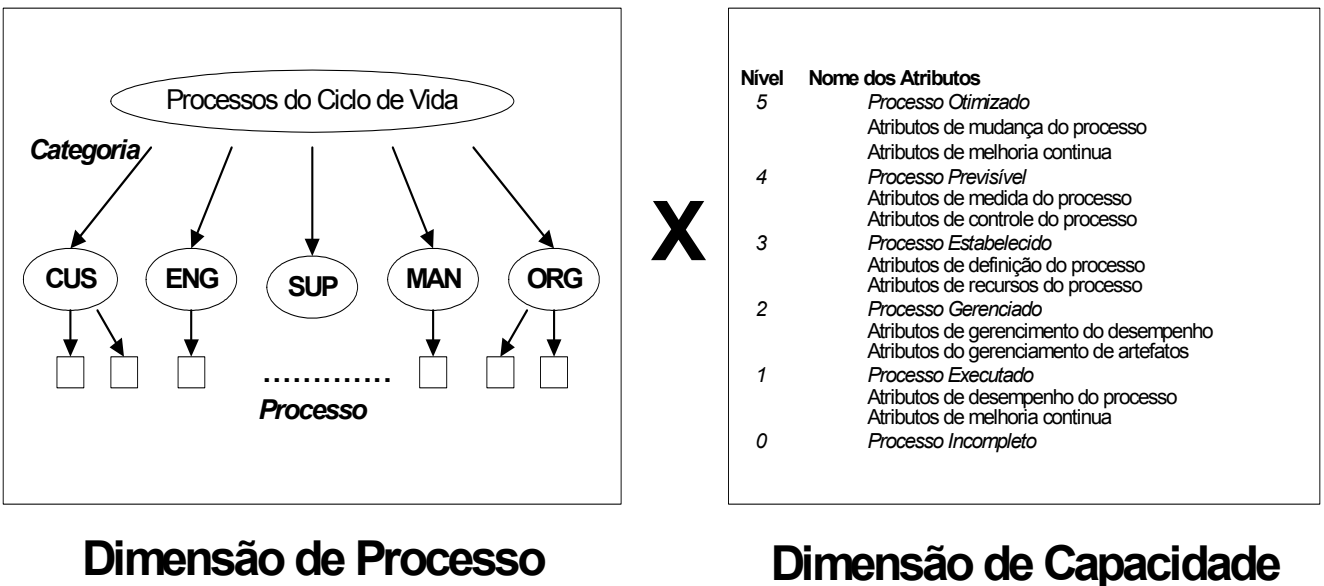 Processos do Ciclo de Vida
Categoria
CUS
ENG
SUP
MAN
ORG
.............
Processo
Dimensão de Processo
X
Nível Nome dos Atributos
5 Processo Otimizado
Atributos de mudança do processo
Atributos de melhoria continua
4 Processo Previsível
Atributos de medida do processo
Atributos de controle do processo
3 Processo Estabelecido
Atributos de definição do processo
Atributos de recursos do processo
2 Processo Gerenciado
Atributos de gerencimento do desempenho
Atributos do gerenciamento de artefatos
1 Processo Executado
Atributos de desempenho do processo
Atributos de melhoria continua
0 Processo Incompleto
Dimensão de Capacidade